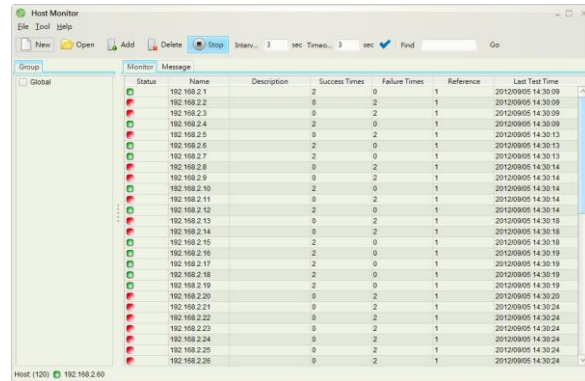 Host Monitor
File Tool Help
New Open Add Delete Stop Interv... 3 sec Timeo... 3 sec Find Go
Group Monitor Message
Global Status Name Description Success Times Failure Times Reference Last Test Time
192.168.2.1 2 0 1 2012/09/05 14:30:09
192.168.2.2 0 2 1 2012/09/05 14:30:09
192.168.2.3 0 2 1 2012/09/05 14:30:09
192.168.2.4 2 0 1 2012/09/05 14:30:09
192.168.2.5 0 2 1 2012/09/05 14:30:13
192.168.2.6 2 0 1 2012/09/05 14:30:13
192.168.2.7 2 0 1 2012/09/05 14:30:13
192.168.2.8 0 2 1 2012/09/05 14:30:14
192.168.2.9 0 2 1 2012/09/05 14:30:14
192.168.2.10 2 0 1 2012/09/05 14:30:14
192.168.2.11 0 2 1 2012/09/05 14:30:14
192.168.2.12 2 0 1 2012/09/05 14:30:14
192.168.2.13 0 2 1 2012/09/05 14:30:18
192.168.2.14 0 2 1 2012/09/05 14:30:18
192.168.2.15 2 0 1 2012/09/05 14:30:18
192.168.2.16 2 0 1 2012/09/05 14:30:19
192.168.2.17 2 0 1 2012/09/05 14:30:19
192.168.2.18 2 0 1 2012/09/05 14:30:19
192.168.2.19 2 0 1 2012/09/05 14:30:19
192.168.2.20 0 2 1 2012/09/05 14:30:20
192.168.2.21 0 2 1 2012/09/05 14:30:24
192.168.2.22 0 2 1 2012/09/05 14:30:24
192.168.2.23 0 2 1 2012/09/05 14:30:24
192.168.2.24 0 2 1 2012/09/05 14:30:24
192.168.2.25 0 2 1 2012/09/05 14:30:24
192.168.2.26 0 2 1 2012/09/05 14:30:24
Host (120) 192.168.2.60